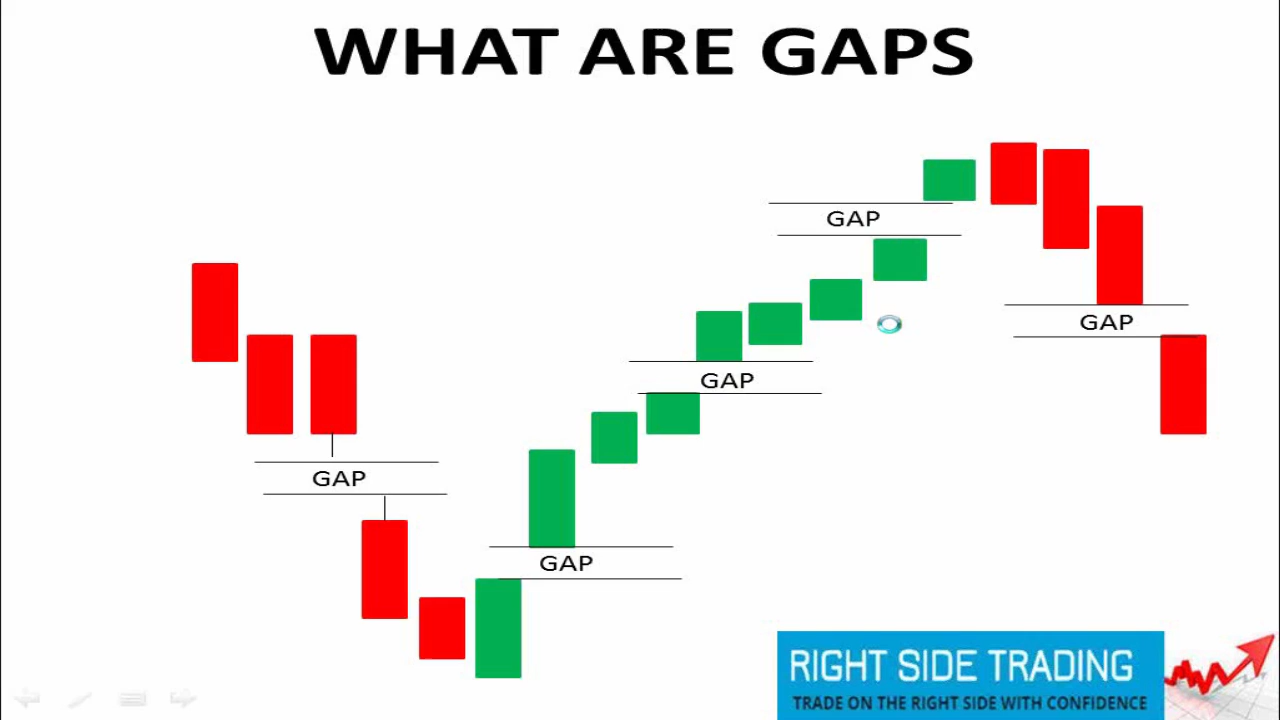 WHAT ARE GAPS
GAP
GAP
GAP
GAP
GAP
RIGHT SIDE TRADING
TRADE ON THE RIGHT SIDE WITH CONFIDENCE